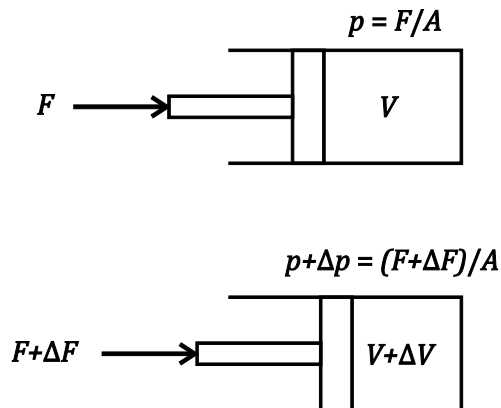 p = F/A
F
V
p+Δp = (F+ΔF)/A
F+ΔF
V+ΔV